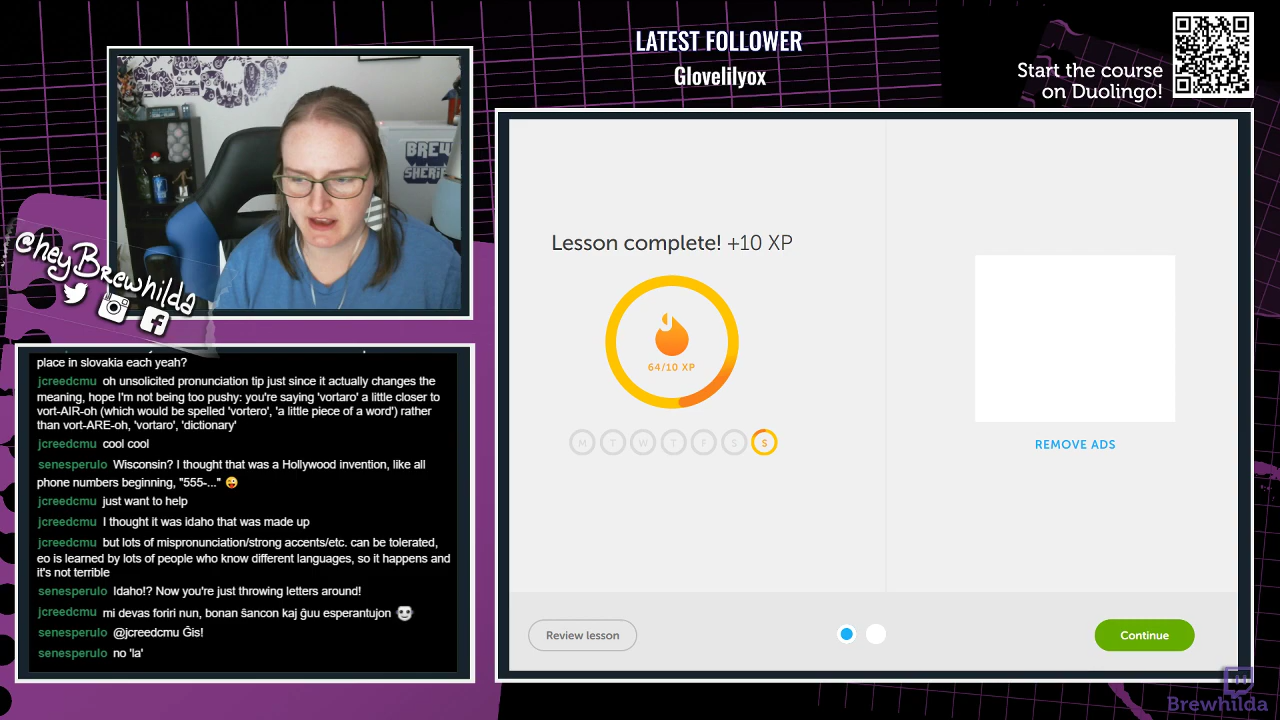 LATEST FOLLOWER
Glovelilyox
Start the course
on Duolingo!
BREW
SHERIF
@heyBrewhilda
Lesson complete! +10 XP
64/10 XP
M T W T F S S
REMOVE ADS
Review lesson
Continue
place in slovakia each yeah?
jcreedcmu oh unsolicited pronunciation tip just since it actually changes the
meaning, hope I'm not being too pushy: you're saying 'vortaro' a little closer to
vort-AIR-oh (which would be spelled 'vortero', 'a little piece of a word') rather
than vort-ARE-oh, 'vortaro', 'dictionary'
jcreedcmu cool cool
senesperulo Wisconsin? I thought that was a Hollywood invention, like all
phone numbers beginning, "555-..." 😜
jcreedcmu just want to help
jcreedcmu I thought it was idaho that was made up
jcreedcmu but lots of mispronunciation/strong accents/etc. can be tolerated,
eo is learned by lots of people who know different languages, so it happens and
it's not terrible
senesperulo Idaho!? Now you're just throwing letters around!
jcreedcmu mi devas foriri nun, bonan ŝancon kaj ĝuu esperantujon
senesperulo @jcreedcmu Ĝis!
senesperulo no 'la'
Brewhilda